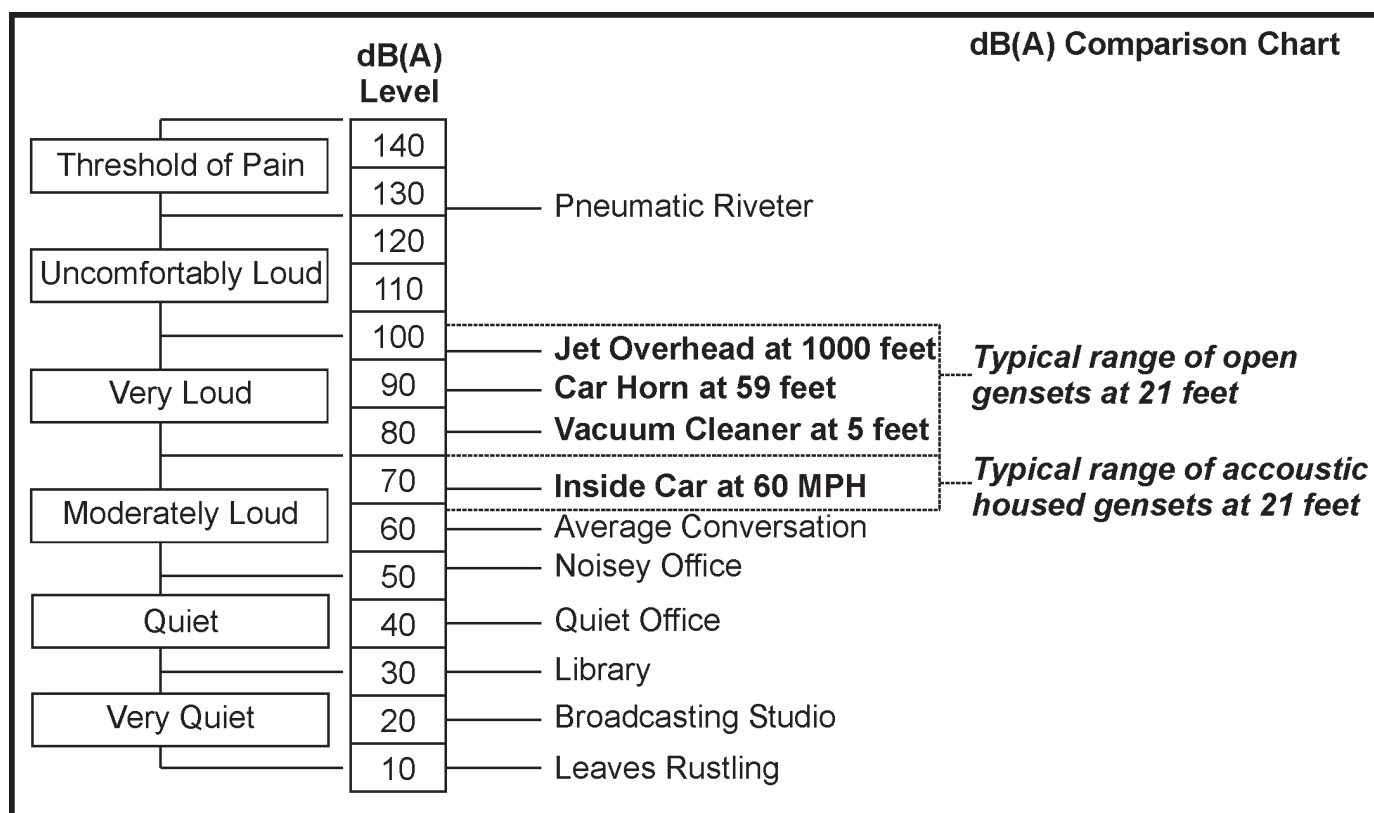 dB(A) Comparison Chart
dB(A)
Level
Threshold of Pain
Uncomfortably Loud
Very Loud
Moderately Loud
Quiet
Very Quiet
140
130
120
110
100
90
80
70
60
50
40
30
20
10
Pneumatic Riveter
Jet Overhead at 1000 feet
Car Horn at 59 feet
Vacuum Cleaner at 5 feet
Inside Car at 60 MPH
Average Conversation
Noisey Office
Quiet Office
Library
Broadcasting Studio
Leaves Rustling
Typical range of open
gensets at 21 feet
Typical range of accoustic
housed gensets at 21 feet